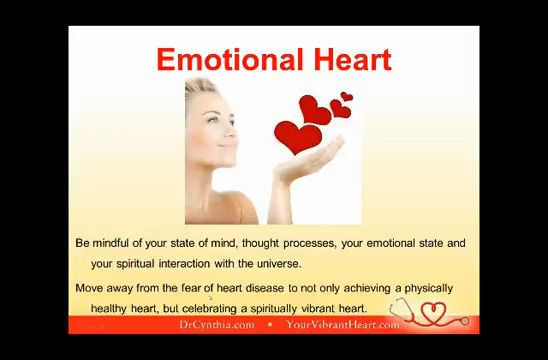 Emotional Heart
Be mindful of your state of mind, thought processes, your emotional state and
your spiritual interaction with the universe.
Move away from the fear of heart disease to not only achieving a physically
healthy heart, but celebrating a spiritually vibrant heart.
DrCynthia.com • YourVibrantHeart.com